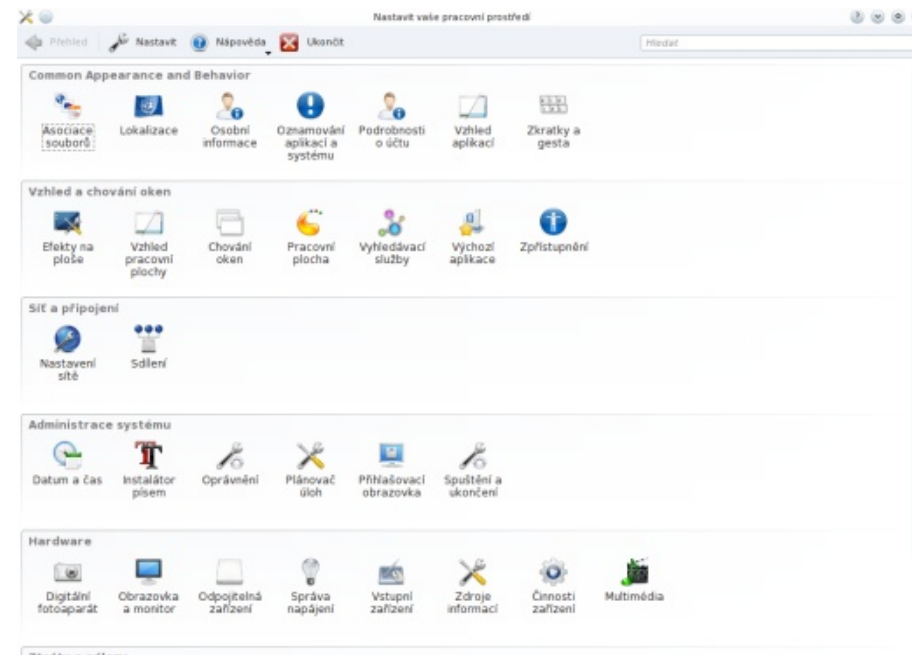 Nastavit vaše pracovní prostředí
Přehled Nastavit Nápověda Ukončit Hledat
Common Appearance and Behavior
Asociace souborů
Lokalizace
Osobní informace
Oznamování aplikací a systému
Podrobnosti o účtu
Vzhled aplikací
Zkratky a gesta
Vzhled a chování oken
Efekty na ploše
Vzhled pracovní plochy
Chování oken
Pracovní plocha
Vyhledávací služby
Výchozí aplikace
Zpřístupnění
Síť a připojení
Nastavení sítě
Sdílení
Administrace systému
Datum a čas
Instalátor písem
Oprávnění
Plánovač úloh
Přihlašovací obrazovka
Spuštění a ukončení
Hardware
Digitální fotoaparát
Obrazovka a monitor
Odpojitelná zařízení
Správa napájení
Vstupní zařízení
Zdroje informací
Činnosti zařízení
Multimédia